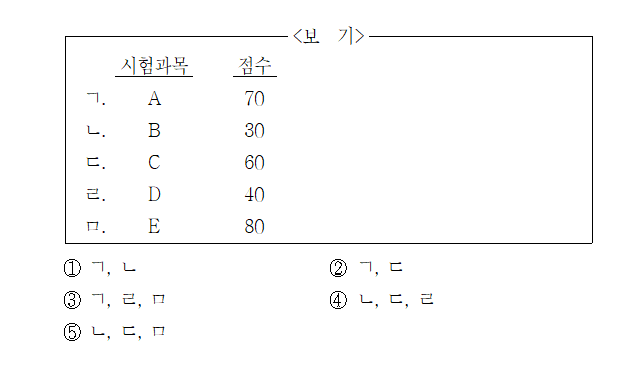 <보 기>
시험과목 점수
ㄱ. A 70
ㄴ. B 30
ㄷ. C 60
ㄹ. D 40
ㅁ. E 80
① ㄱ, ㄴ ② ㄱ, ㄷ
③ ㄱ, ㄹ, ㅁ ④ ㄴ, ㄷ, ㄹ
⑤ ㄴ, ㄷ, ㅁ